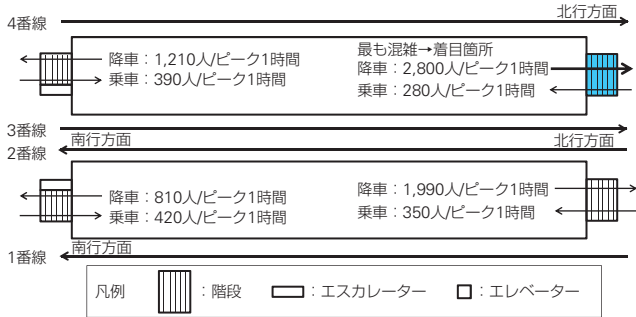 4番線
北行方面
降車：1,210人/ピーク1時間
乗車：390人/ピーク1時間
最も混雑→着目箇所
降車：2,800人/ピーク1時間
乗車：280人/ピーク1時間
3番線
南行方面
北行方面
2番線
降車：810人/ピーク1時間
乗車：420人/ピーク1時間
降車：1,990人/ピーク1時間
乗車：350人/ピーク1時間
南行方面
1番線
凡例 ：階段 ：エスカレーター ：エレベーター